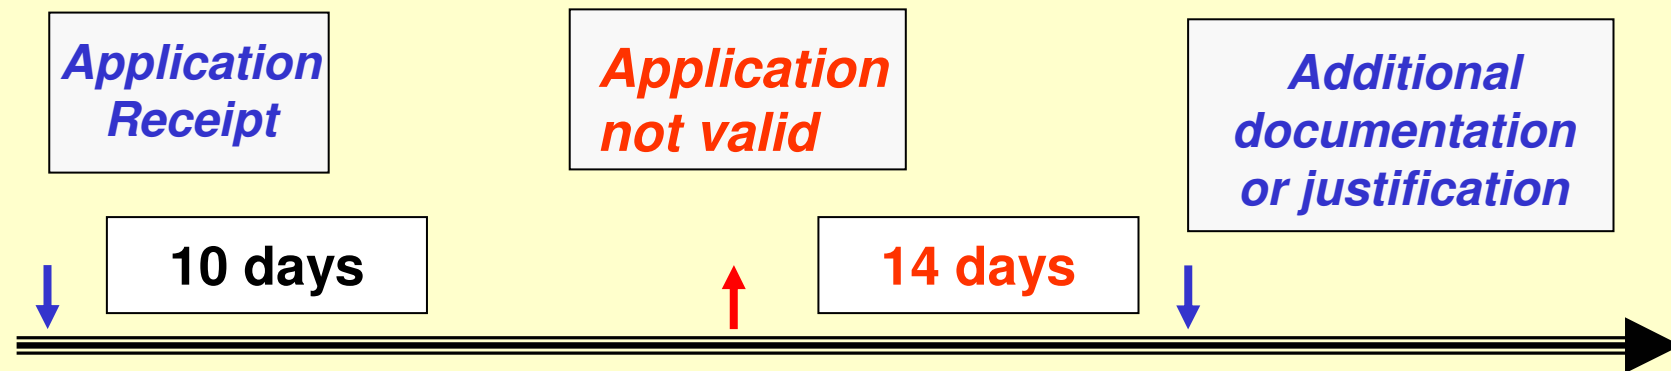 Application
Receipt
Application
not valid
Additional
documentation
or justification
10 days
14 days